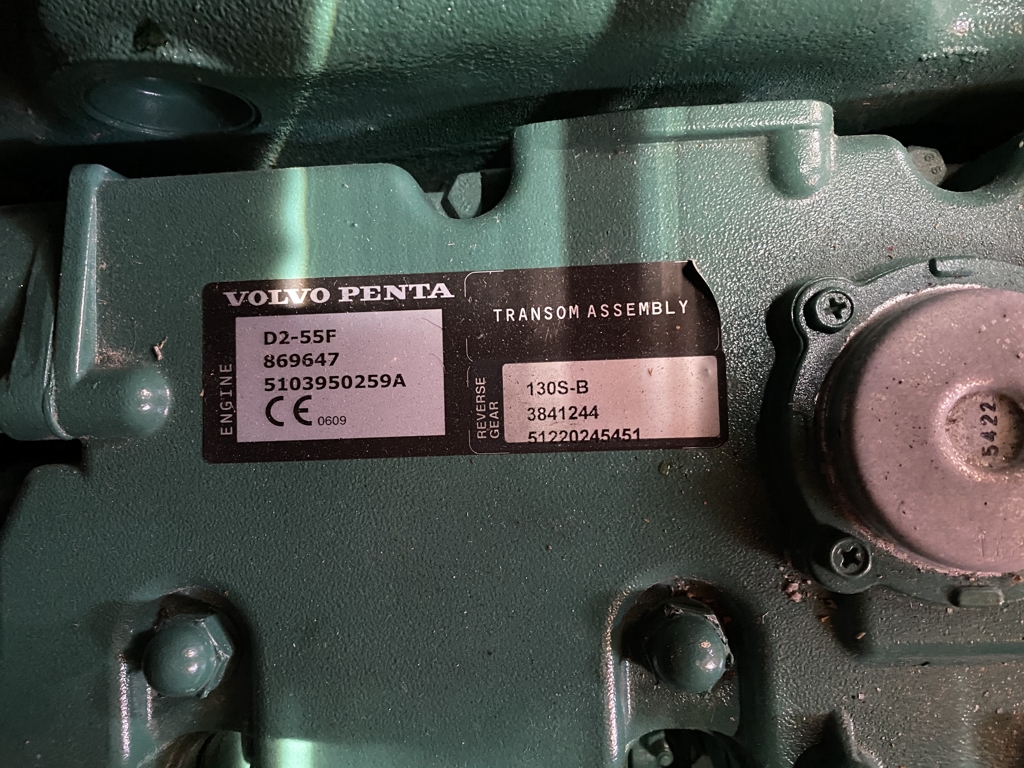 VOLVO PENTA
ENGINE
D2-55F
869647
5103950259A
CE 0609
TRANSOM ASSEMBLY
REVERSE
GEAR
130S-B
3841244
51220245451
5422